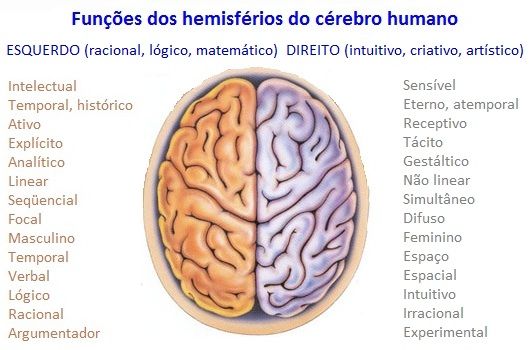 Funções dos hemisférios do cérebro humano
ESQUERDO (racional, lógico, matemático) DIREITO (intuitivo, criativo, artístico)
Intelectual
Temporal, histórico
Ativo
Explícito
Analítico
Linear
Seqüencial
Focal
Masculino
Temporal
Verbal
Lógico
Racional
Argumentador
Sensível
Eterno, atemporal
Receptivo
Tácito
Gestáltico
Não linear
Simultâneo
Difuso
Feminino
Espaço
Espacial
Intuitivo
Irracional
Experimental